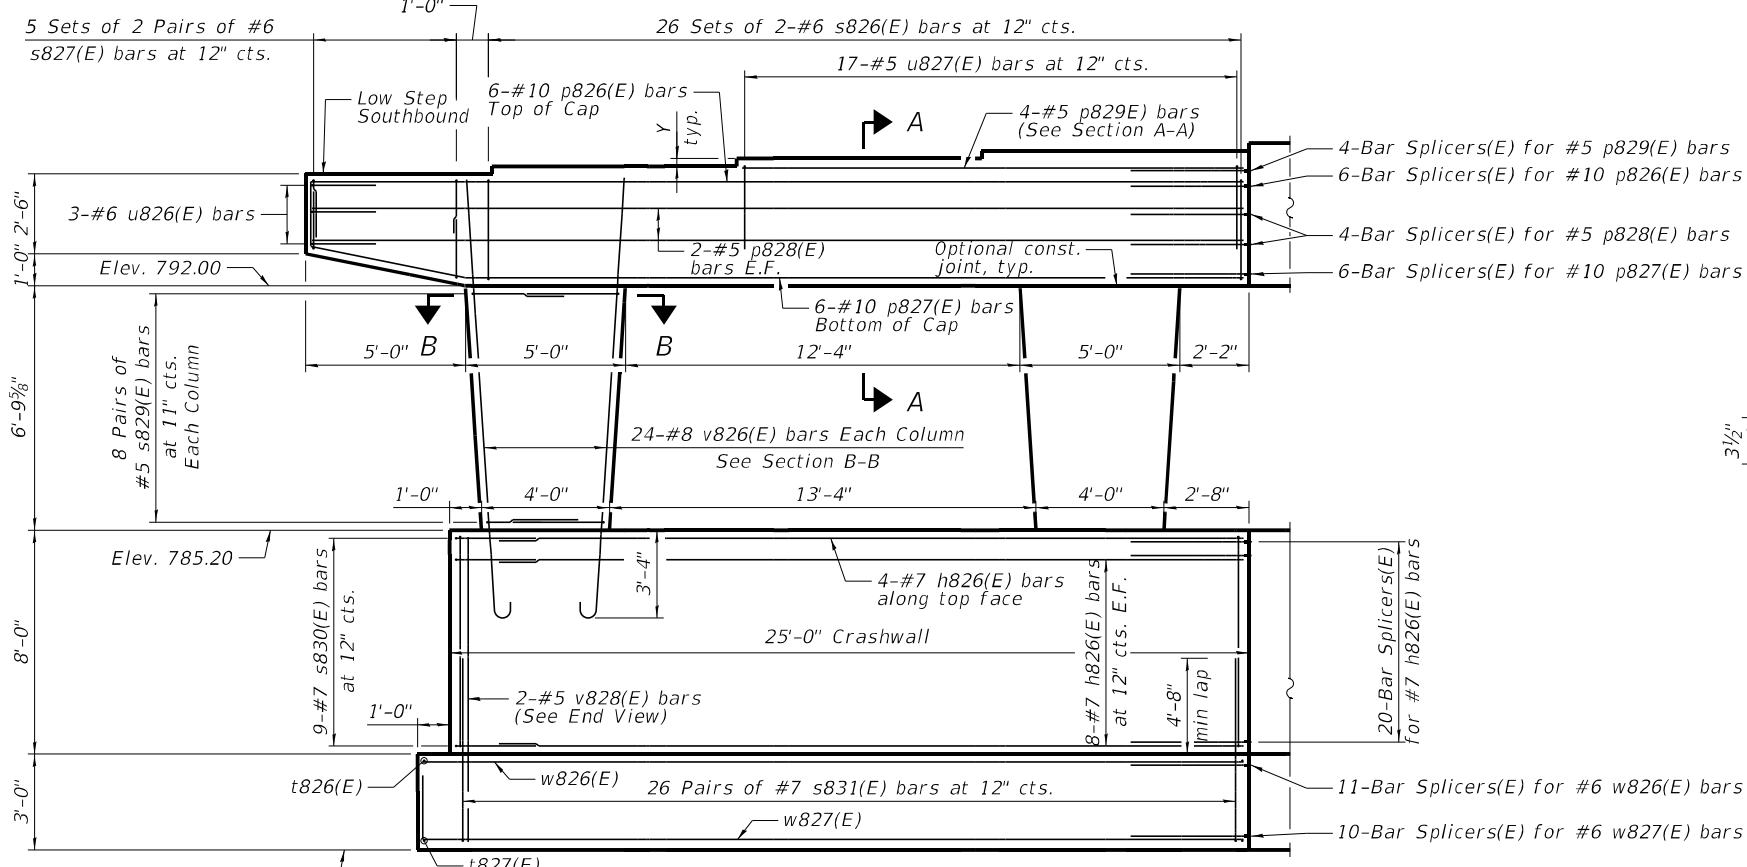 1'-0"
5 Sets of 2 Pairs of #6
s827(E) bars at 12" cts.
26 Sets of 2-#6 s826(E) bars at 12" cts.
17-#5 u827(E) bars at 12" cts.
Low Step
Southbound
6-#10 p826(E) bars
Top of Cap
Y
typ.
A
4-#5 p829E) bars
(See Section A-A)
4-Bar Splicers(E) for #5 p829(E) bars
6-Bar Splicers(E) for #10 p826(E) bars
2'-6"
3-#6 u826(E) bars
4-Bar Splicers(E) for #5 p828(E) bars
2-#5 p828(E)
bars E.F.
Optional const.
joint, typ.
1'-0"
Elev. 792.00
6-Bar Splicers(E) for #10 p827(E) bars
6-#10 p827(E) bars
Bottom of Cap
B
B
5'-0"
5'-0"
12'-4"
5'-0"
2'-2"
6'-9⅝"
8 Pairs of
#5 s829(E) bars
at 11" cts.
Each Column
A
24-#8 v826(E) bars Each Column
See Section B-B
3½"
1'-0"
4'-0"
13'-4"
4'-0"
2'-8"
Elev. 785.20
8'-0"
9-#7 s830(E) bars
at 12" cts.
3'-4"
4-#7 h826(E) bars
along top face
8-#7 h826(E) bars
at 12" cts. E.F.
20-Bar Splicers(E)
for #7 h826(E) bars
25'-0" Crashwall
2-#5 v828(E) bars
(See End View)
4'-8"
min lap
1'-0"
3'-0"
t826(E)
w826(E)
26 Pairs of #7 s831(E) bars at 12" cts.
11-Bar Splicers(E) for #6 w826(E) bars
w827(E)
10-Bar Splicers(E) for #6 w827(E) bars
t827(E)